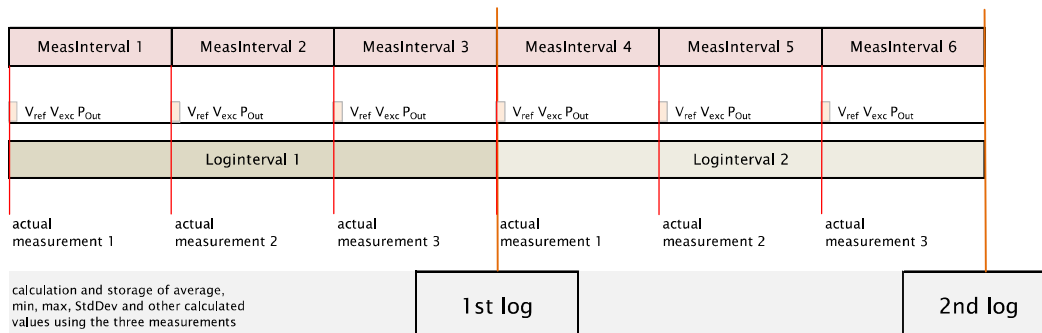 MeasInterval 1 MeasInterval 2 MeasInterval 3 MeasInterval 4 MeasInterval 5 MeasInterval 6
Vref Vexc POut Vref Vexc POut Vref Vexc POut Vref Vexc POut Vref Vexc POut Vref Vexc POut
Loginterval 1 Loginterval 2
actual
measurement 1
actual
measurement 2
actual
measurement 3
actual
measurement 1
actual
measurement 2
actual
measurement 3
calculation and storage of average,
min, max, StdDev and other calculated
values using the three measurements
1st log
2nd log